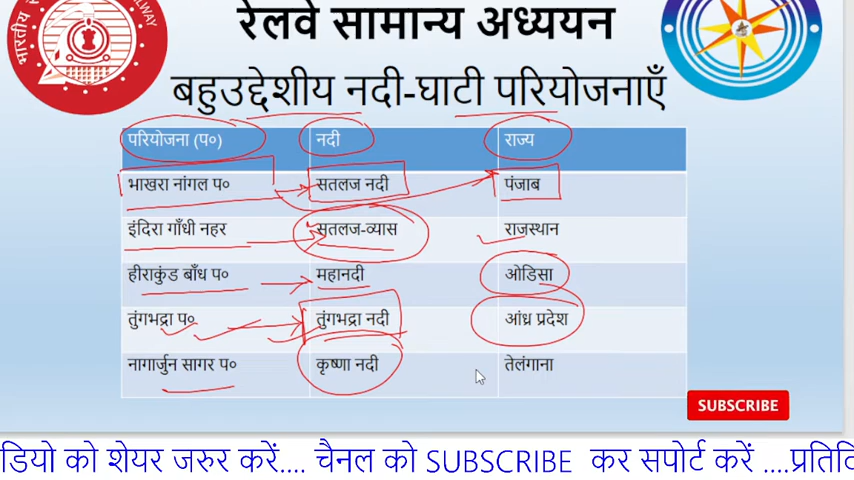 रेलवे सामान्य अध्ययन
बहुउद्देशीय नदी-घाटी परियोजनाएँ
परियोजना (प०) नदी राज्य
भाखरा नांगल प० सतलज नदी पंजाब
इंदिरा गाँधी नहर सतलज-व्यास राजस्थान
हीराकुंड बाँध प० महानदी ओडिसा
तुंगभद्रा प० तुंगभद्रा नदी आंध्र प्रदेश
नागार्जुन सागर प० कृष्णा नदी तेलंगाना
SUBSCRIBE
डियो को शेयर जरुर करें.... चैनल को SUBSCRIBE कर सपोर्ट करें ....प्रतिदि